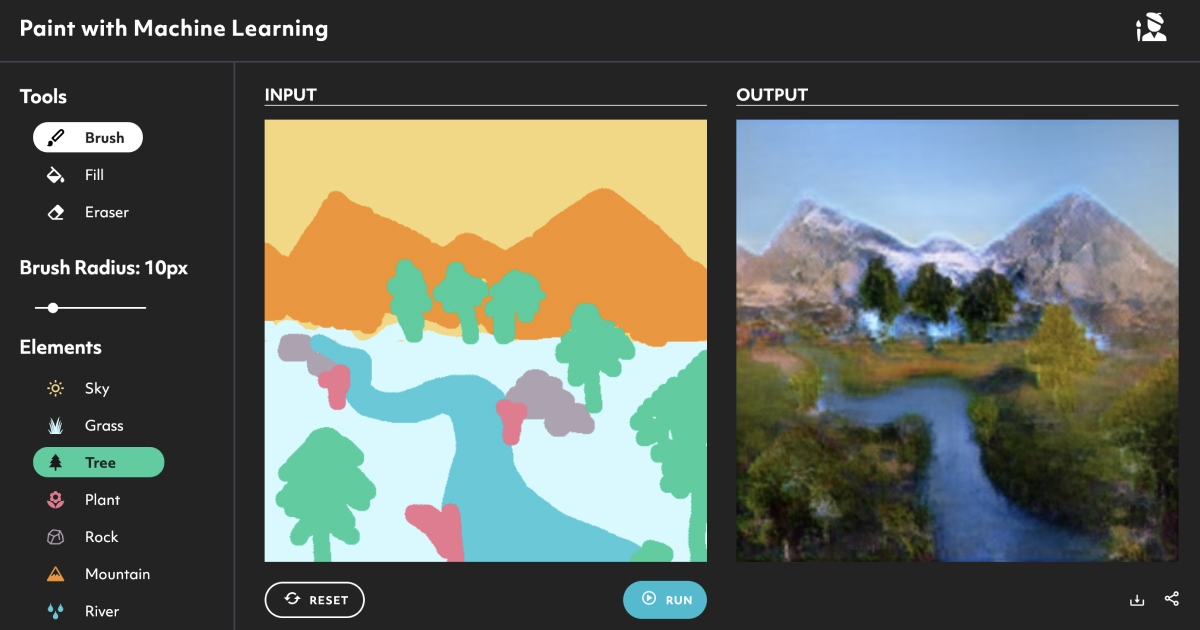 Paint with Machine Learning
Tools
Brush
Fill
Eraser
Brush Radius: 10px
Elements
Sky
Grass
Tree
Plant
Rock
Mountain
River
INPUT
RESET
RUN
OUTPUT